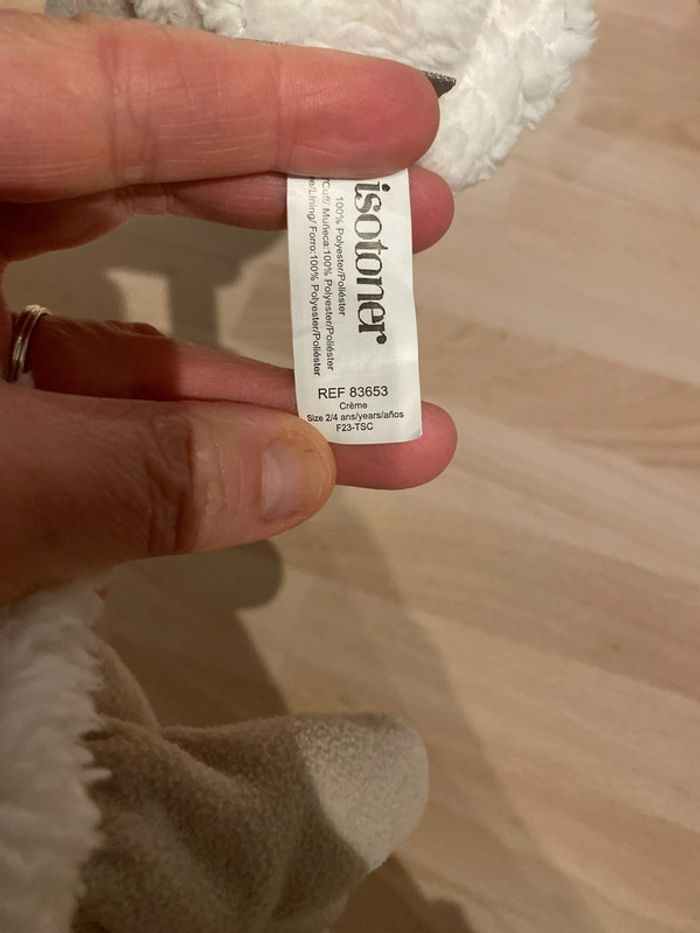 isotoner
100% Polyester/Poliéster
/Cuff/ Muñeca:100% Polyester/Poliéster
/Lining/ Forro:100% Polyester/Poliéster
REF 83653
Crème
Size 2/4 ans/years/años
F23-TSC